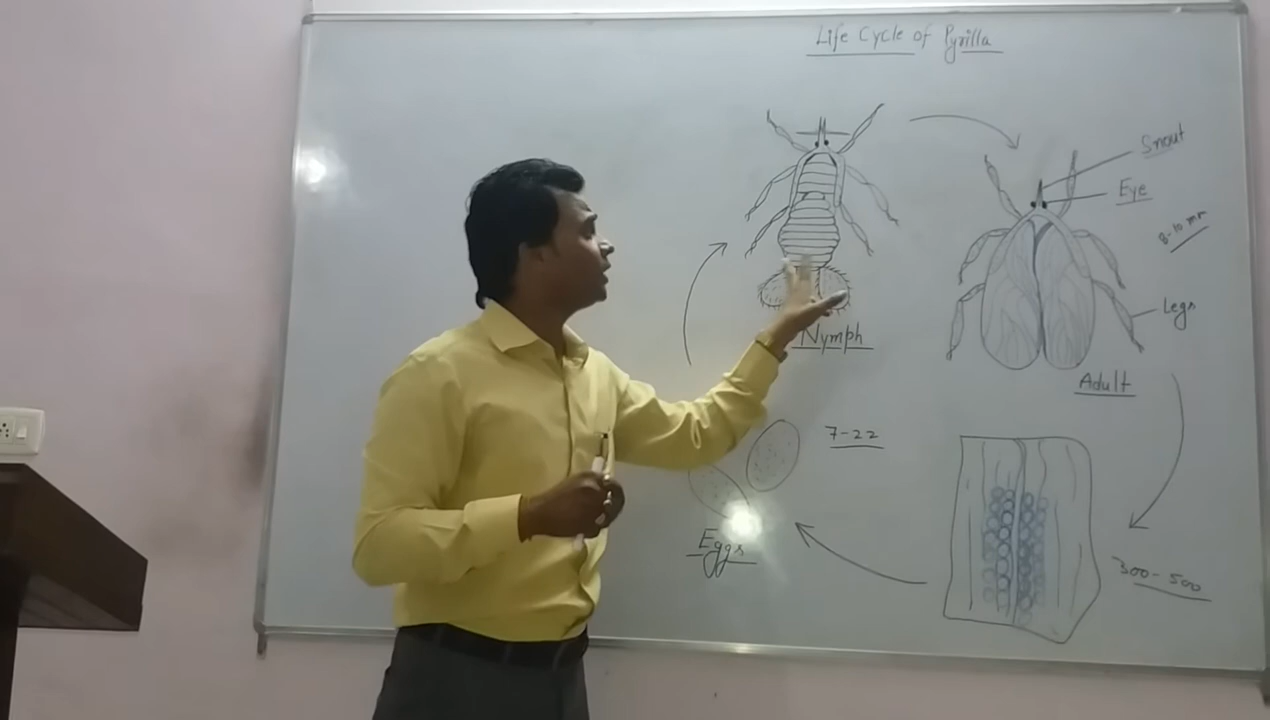 Life Cycle of Pyrilla
Snout
Eye
8-10 mm
Legs
Nymph
Adult
7-22
Eggs
300-500